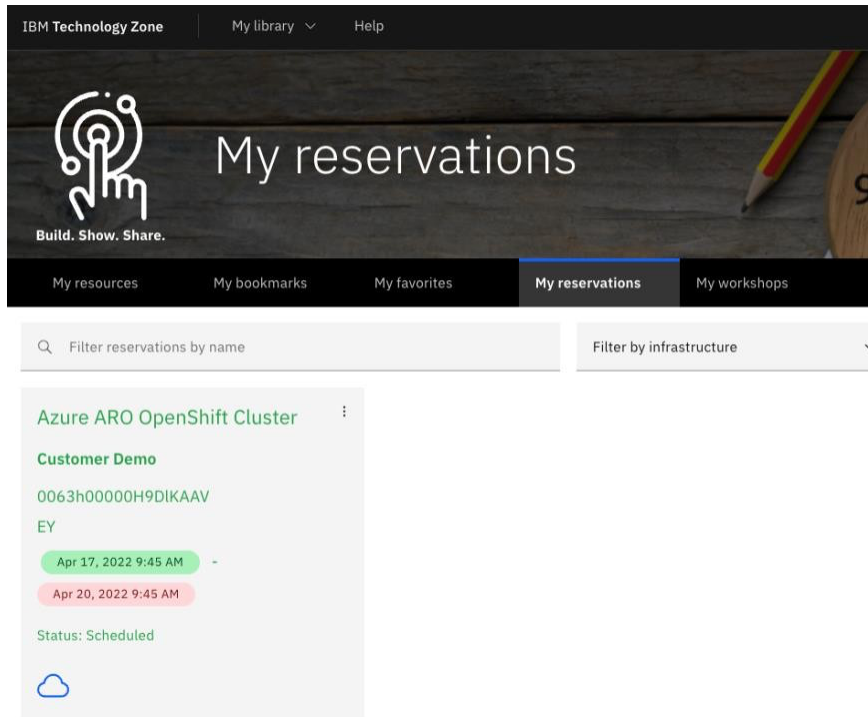 IBM Technology Zone
My library
Help
My reservations
Build. Show. Share.
9
My resources
My bookmarks
My favorites
My reservations
My workshops
Filter reservations by name
Filter by infrastructure
Azure ARO OpenShift Cluster
Customer Demo
0063h00000H9DlKAAV
EY
Apr 17, 2022 9:45 AM -
Apr 20, 2022 9:45 AM
Status: Scheduled